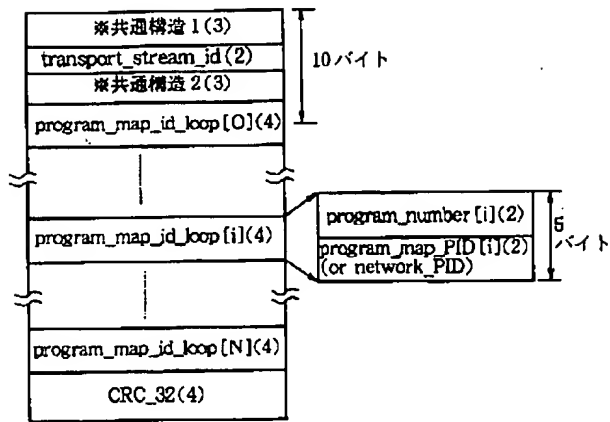 ※共通構造1(3)
transport_stream_id(2)
※共通構造2(3)
program_map_id_loop[O](4)
10バイト
program_map_id_loop[i](4)
program_number[i](2)
program_map_PID[i](2)
(or network_PID)
5
バイト
program_map_id_loop[N](4)
CRC_32(4)